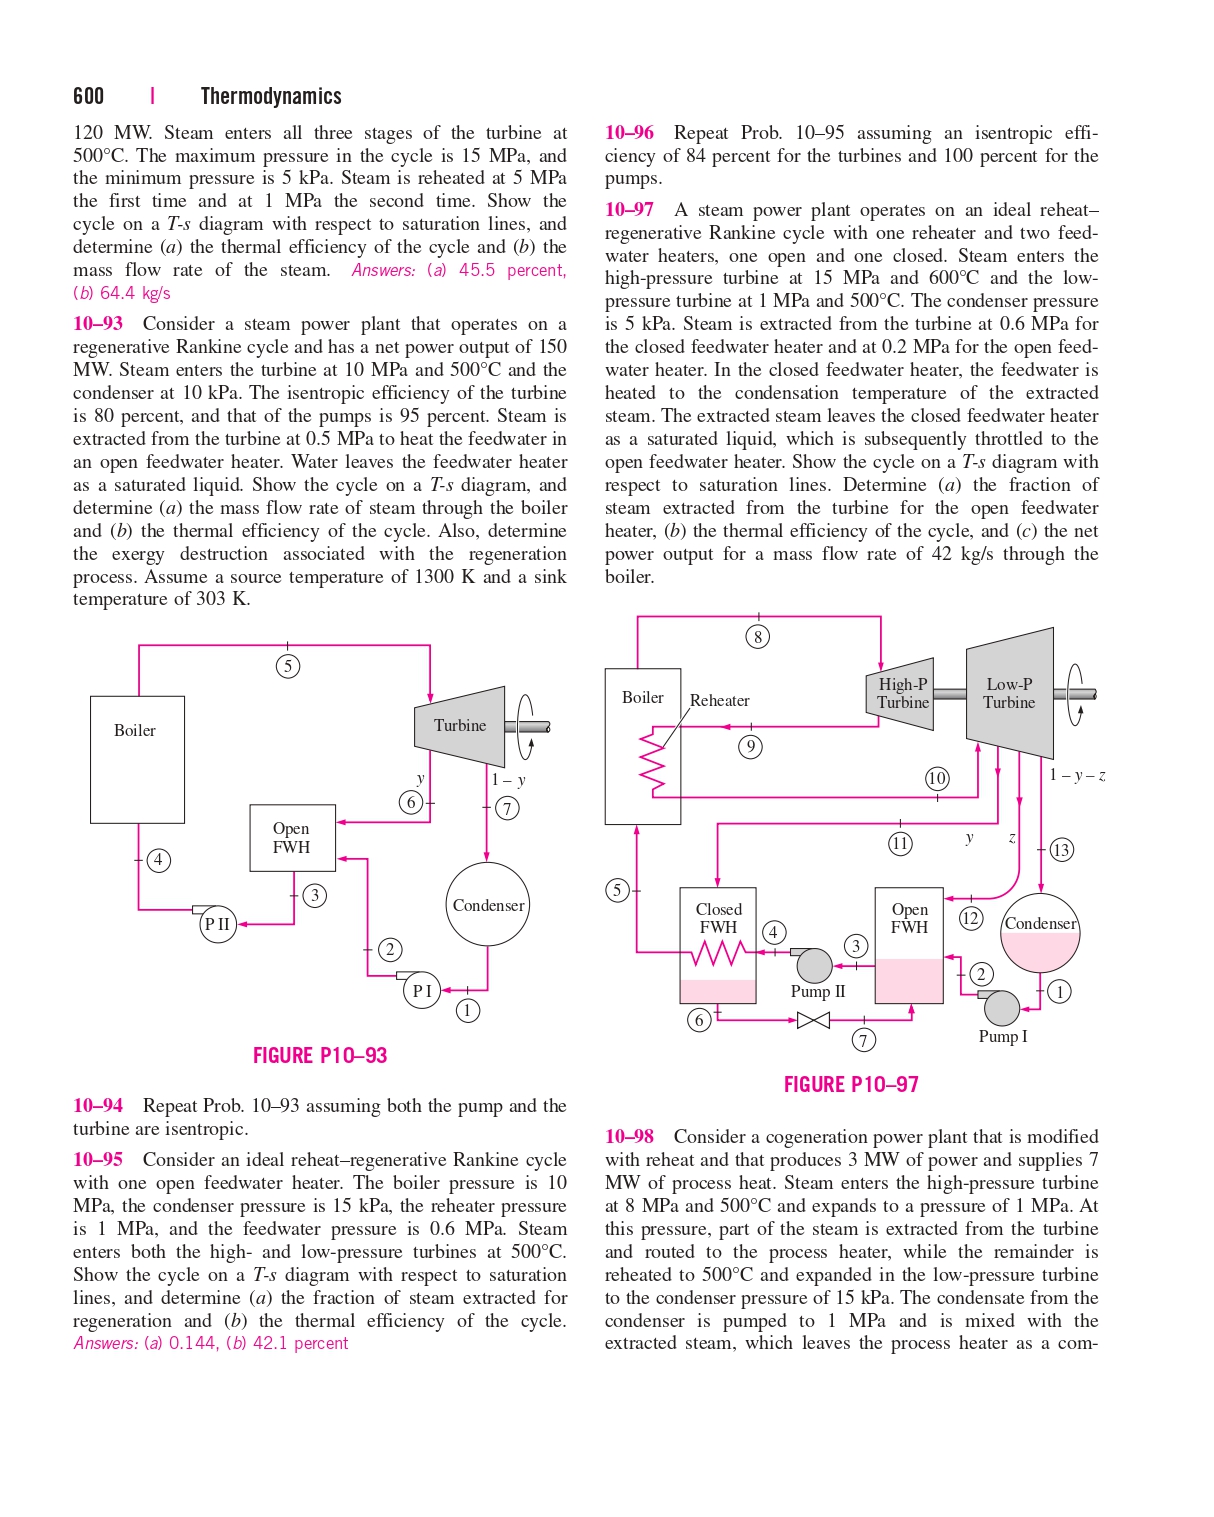 600 | Thermodynamics
120 MW. Steam enters all three stages of the turbine at
500°C. The maximum pressure in the cycle is 15 MPa, and
the minimum pressure is 5 kPa. Steam is reheated at 5 MPa
the first time and at 1 MPa the second time. Show the
cycle on a T-s diagram with respect to saturation lines, and
determine (a) the thermal efficiency of the cycle and (b) the
mass flow rate of the steam. Answers: (a) 45.5 percent,
(b) 64.4 kg/s
10–93 Consider a steam power plant that operates on a
regenerative Rankine cycle and has a net power output of 150
MW. Steam enters the turbine at 10 MPa and 500°C and the
condenser at 10 kPa. The isentropic efficiency of the turbine
is 80 percent, and that of the pumps is 95 percent. Steam is
extracted from the turbine at 0.5 MPa to heat the feedwater in
an open feedwater heater. Water leaves the feedwater heater
as a saturated liquid. Show the cycle on a T-s diagram, and
determine (a) the mass flow rate of steam through the boiler
and (b) the thermal efficiency of the cycle. Also, determine
the exergy destruction associated with the regeneration
process. Assume a source temperature of 1300 K and a sink
temperature of 303 K.
5
Boiler
Turbine
y
1 – y
6
7
Open
FWH
4
3
Condenser
P II
2
P I
1
FIGURE P10–93
10–94 Repeat Prob. 10–93 assuming both the pump and the
turbine are isentropic.
10–95 Consider an ideal reheat–regenerative Rankine cycle
with one open feedwater heater. The boiler pressure is 10
MPa, the condenser pressure is 15 kPa, the reheater pressure
is 1 MPa, and the feedwater pressure is 0.6 MPa. Steam
enters both the high- and low-pressure turbines at 500°C.
Show the cycle on a T-s diagram with respect to saturation
lines, and determine (a) the fraction of steam extracted for
regeneration and (b) the thermal efficiency of the cycle.
Answers: (a) 0.144, (b) 42.1 percent
10–96 Repeat Prob. 10–95 assuming an isentropic effi-
ciency of 84 percent for the turbines and 100 percent for the
pumps.
10–97 A steam power plant operates on an ideal reheat–
regenerative Rankine cycle with one reheater and two feed-
water heaters, one open and one closed. Steam enters the
high-pressure turbine at 15 MPa and 600°C and the low-
pressure turbine at 1 MPa and 500°C. The condenser pressure
is 5 kPa. Steam is extracted from the turbine at 0.6 MPa for
the closed feedwater heater and at 0.2 MPa for the open feed-
water heater. In the closed feedwater heater, the feedwater is
heated to the condensation temperature of the extracted
steam. The extracted steam leaves the closed feedwater heater
as a saturated liquid, which is subsequently throttled to the
open feedwater heater. Show the cycle on a T-s diagram with
respect to saturation lines. Determine (a) the fraction of
steam extracted from the turbine for the open feedwater
heater, (b) the thermal efficiency of the cycle, and (c) the net
power output for a mass flow rate of 42 kg/s through the
boiler.
8
High-P
Turbine
Low-P
Turbine
Boiler
Reheater
9
10
1 – y – z
11
y
z
13
5
Closed
FWH
4
3
Open
FWH
12
Condenser
2
1
Pump II
6
7
Pump I
FIGURE P10–97
10–98 Consider a cogeneration power plant that is modified
with reheat and that produces 3 MW of power and supplies 7
MW of process heat. Steam enters the high-pressure turbine
at 8 MPa and 500°C and expands to a pressure of 1 MPa. At
this pressure, part of the steam is extracted from the turbine
and routed to the process heater, while the remainder is
reheated to 500°C and expanded in the low-pressure turbine
to the condenser pressure of 15 kPa. The condensate from the
condenser is pumped to 1 MPa and is mixed with the
extracted steam, which leaves the process heater as a com-